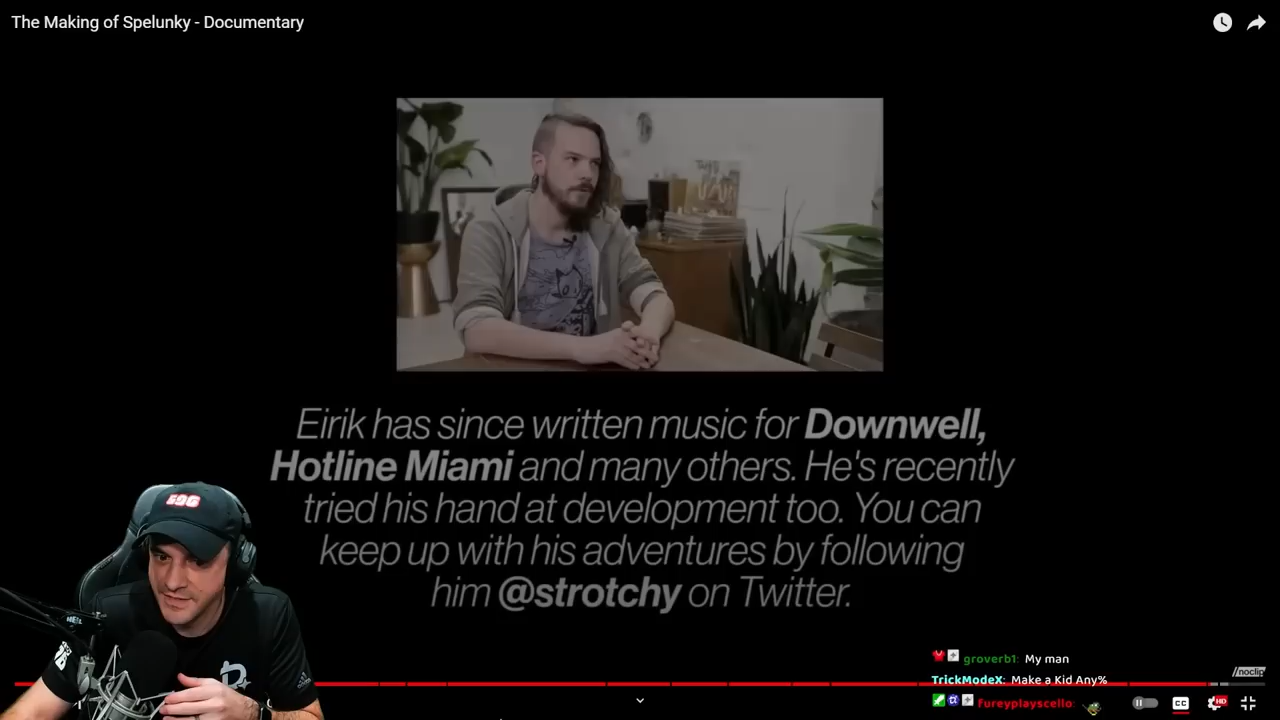 The Making of Spelunky - Documentary
Eirik has since written music for Downwell,
Hotline Miami and many others. He's recently
tried his hand at development too. You can
keep up with his adventures by following
him @strotchy on Twitter.
groverb1: My man
TrickModeX: Make a Kid Any%
fureyplayscello:
/noclip
CC
HD